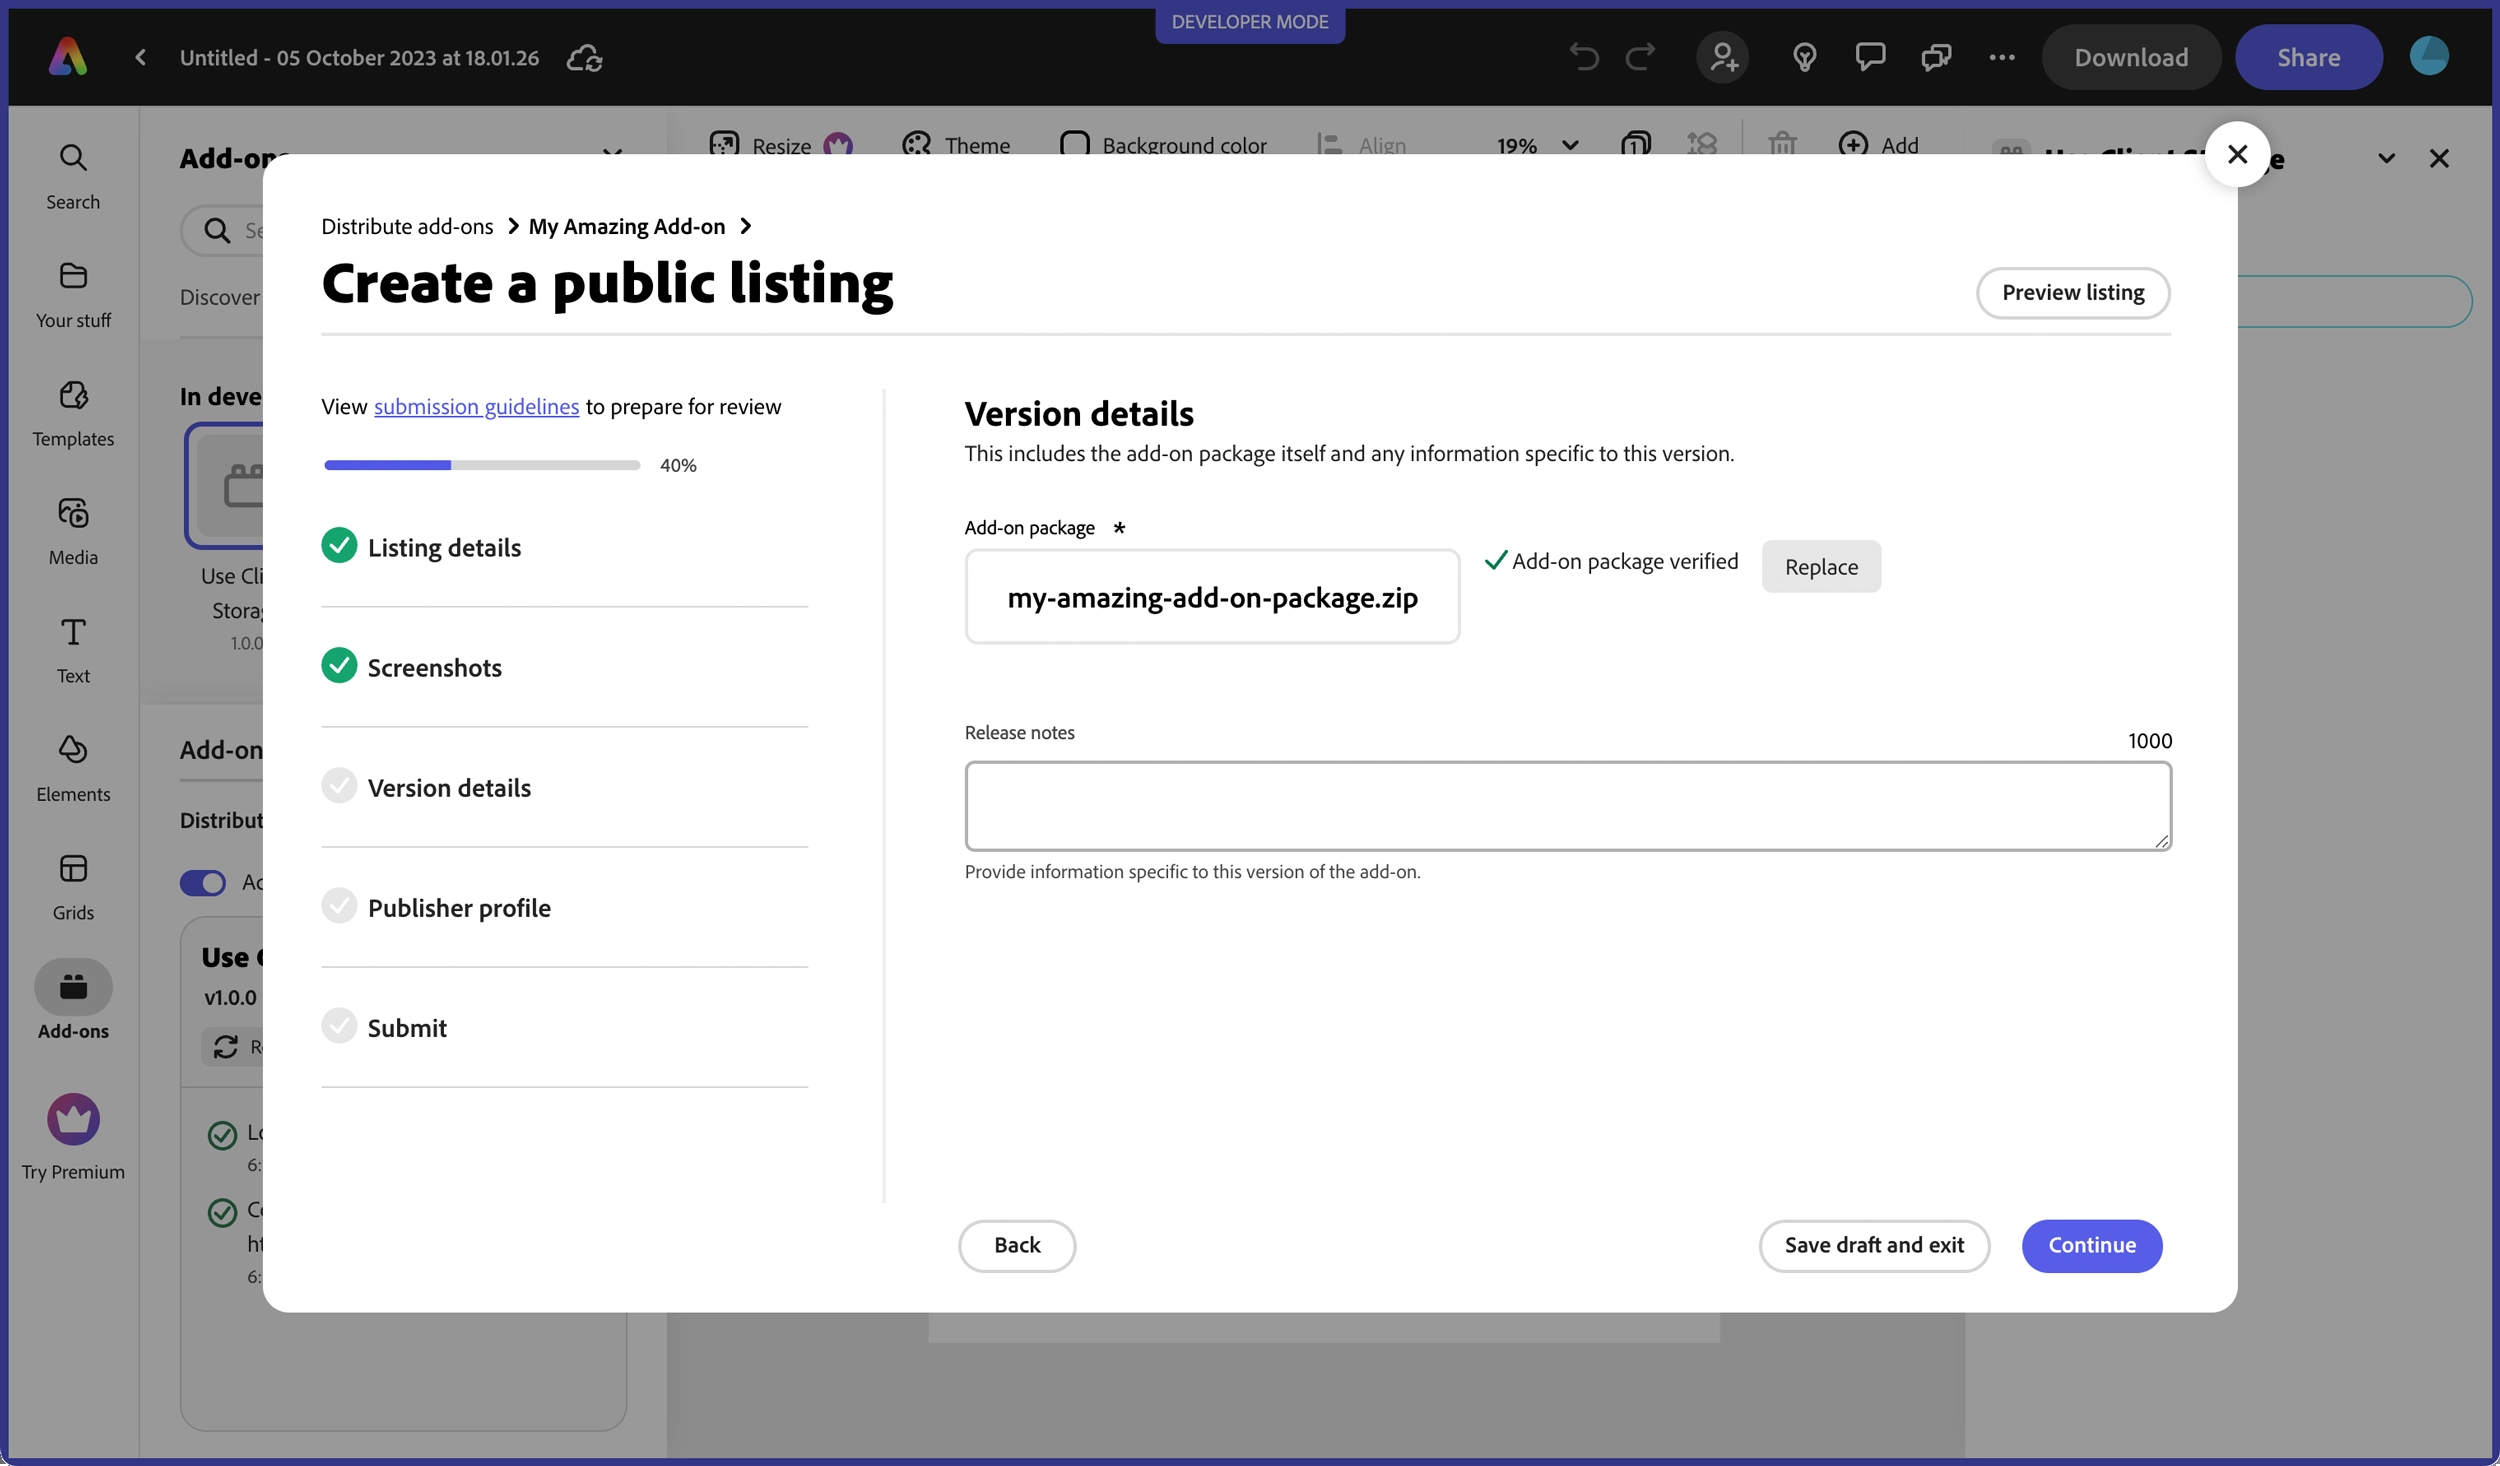 DEVELOPER MODE
Untitled - 05 October 2023 at 18.01.26
Download
Share
Search
Your stuff
Templates
Media
Text
Elements
Grids
Add-ons
Try Premium
Resize
Theme
Background color
Align
19%
1
Add
Discover
In deve
Use Cli
Storag
1.0.0
Add-on
Distribut
Use
v1.0.0
6:
6:
Distribute add-ons
My Amazing Add-on
Create a public listing
Preview listing
View submission guidelines to prepare for review
40%
Listing details
Screenshots
Version details
Publisher profile
Submit
Version details
This includes the add-on package itself and any information specific to this version.
Add-on package *
my-amazing-add-on-package.zip
Add-on package verified
Replace
Release notes
1000
Provide information specific to this version of the add-on.
Back
Save draft and exit
Continue